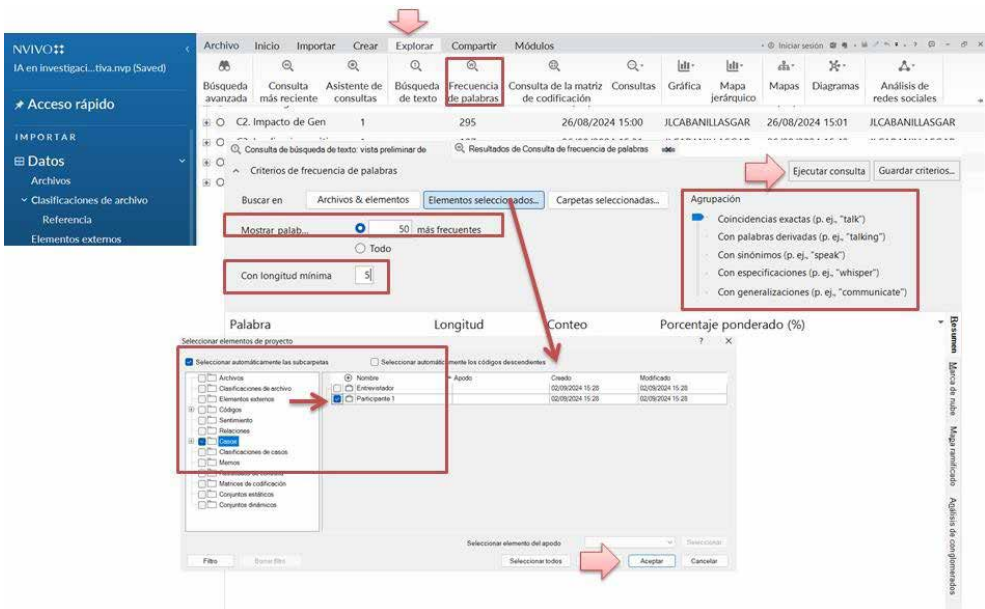 NVIVO
IA en investigaci...tiva.nvp (Saved)
Acceso rápido
IMPORTAR
Datos
Archivos
Clasificaciones de archivo
Referencia
Elementos externos
Archivo Inicio Importar Crear Explorar Compartir Módulos
Iniciar sesión
Búsqueda avanzada
Consulta más reciente
Asistente de consultas
Búsqueda de texto
Frecuencia de palabras
Consulta de la matriz de codificación
Consultas
Gráfica
Mapa jerárquico
Mapas
Diagramas
Análisis de redes sociales
C2. Impacto de Gen 1 295 26/08/2024 15:00 JLCABANILLASGAR 26/08/2024 15:01 JLCABANILLASGAR
Consulta de búsqueda de texto: vista preliminar de
Resultados de Consulta de frecuencia de palabras
Criterios de frecuencia de palabras
Ejecutar consulta Guardar criterios...
Buscar en Archivos & elementos Elementos seleccionados... Carpetas seleccionadas...
Agrupación
Mostrar palab... 50 más frecuentes
Todo
Con longitud mínima 5
Coincidencias exactas (p. ej., "talk")
Con palabras derivadas (p. ej., "talking")
Con sinónimos (p. ej., "speak")
Con especificaciones (p. ej., "whisper")
Con generalizaciones (p. ej., "communicate")
Palabra Longitud Conteo Porcentaje ponderado (%)
Seleccionar elementos de proyecto ? X
Seleccionar automáticamente las subcarpetas
Seleccionar automáticamente los códigos descendientes
Archivos
Clasificaciones de archivo
Elementos externos
Códigos
Sentimiento
Relaciones
Casos
Clasificaciones de casos
Memos
Matrices de codificación
Conjuntos estáticos
Conjuntos dinámicos
Nombre Apodo Creado Modificado
Entrevistador 02/09/2024 15:28 02/09/2024 15:28
Participante 1 02/09/2024 15:28 02/09/2024 15:28
Seleccionar elemento del apodo Seleccionar
Filtro Borrar filtro Seleccionar todos Aceptar Cancelar
Resumen
Marca de nube
Mapa ramificado
Análisis de conglomerados